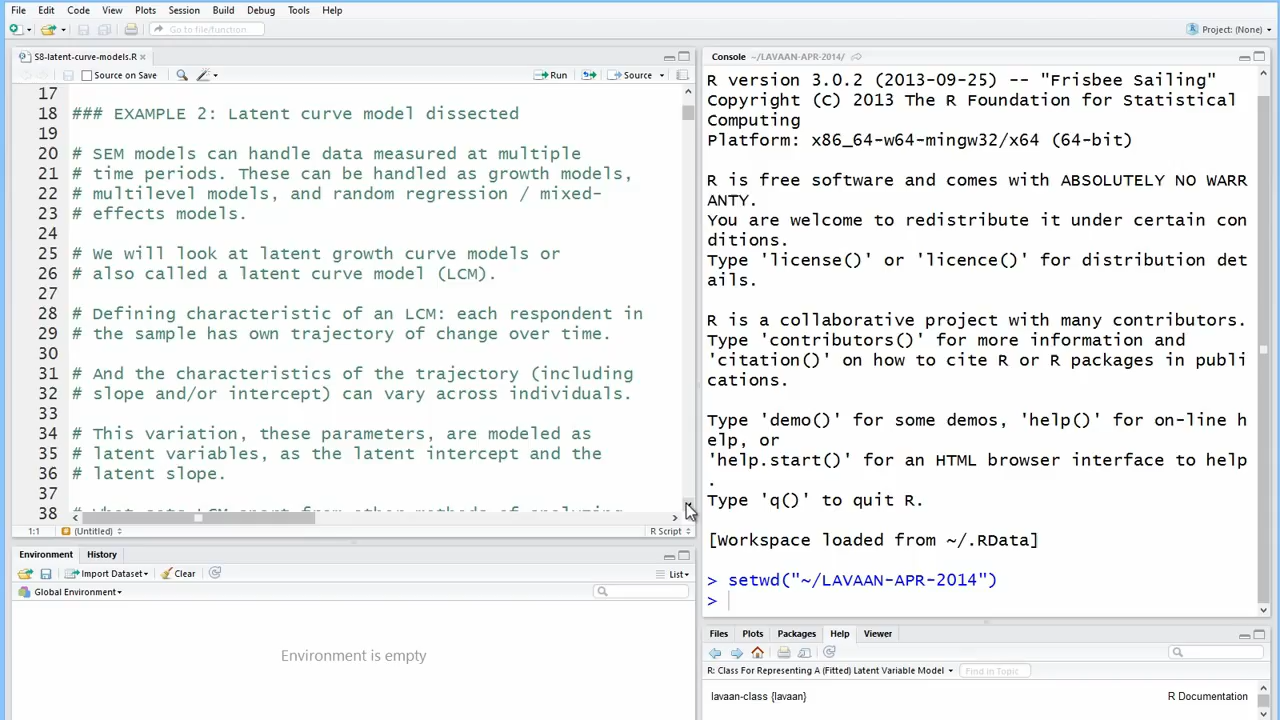 File Edit Code View Plots Session Build Debug Tools Help
Go to file/function
Project: (None)
S8-latent-curve-models.R
Source on Save
Run
Source
17
18 ### EXAMPLE 2: Latent curve model dissected
19
20 # SEM models can handle data measured at multiple
21 # time periods. These can be handled as growth models,
22 # multilevel models, and random regression / mixed-
23 # effects models.
24
25 # We will look at latent growth curve models or
26 # also called a latent curve model (LCM).
27
28 # Defining characteristic of an LCM: each respondent in
29 # the sample has own trajectory of change over time.
30
31 # And the characteristics of the trajectory (including
32 # slope and/or intercept) can vary across individuals.
33
34 # This variation, these parameters, are modeled as
35 # latent variables, as the latent intercept and the
36 # latent slope.
37
38
1:1 (Untitled) R Script
Environment History
Import Dataset Clear List
Global Environment
Environment is empty
Console ~/LAVAAN-APR-2014/
R version 3.0.2 (2013-09-25) -- "Frisbee Sailing"
Copyright (C) 2013 The R Foundation for Statistical
Computing
Platform: x86_64-w64-mingw32/x64 (64-bit)
R is free software and comes with ABSOLUTELY NO WARR
ANTY.
You are welcome to redistribute it under certain con
ditions.
Type 'license()' or 'licence()' for distribution det
ails.
R is a collaborative project with many contributors.
Type 'contributors()' for more information and
'citation()' on how to cite R or R packages in publi
cations.
Type 'demo()' for some demos, 'help()' for on-line h
elp, or
'help.start()' for an HTML browser interface to help
.
Type 'q()' to quit R.
[Workspace loaded from ~/.RData]
> setwd("~/LAVAAN-APR-2014")
>
Files Plots Packages Help Viewer
R: Class For Representing A (Fitted) Latent Variable Model
Find in Topic
lavaan-class {lavaan} R Documentation